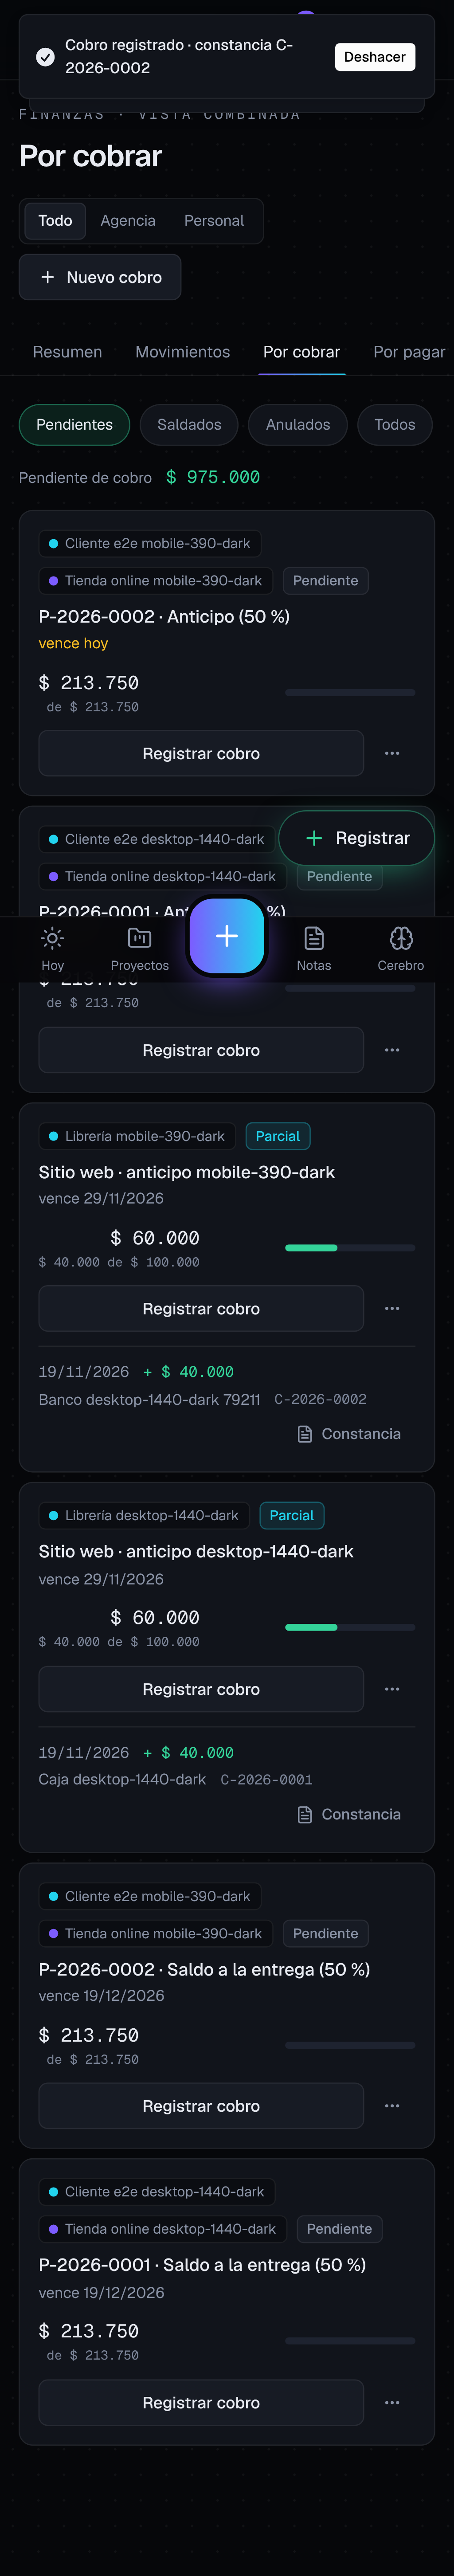 Cobro registrado · constancia C-
2026-0002
Deshacer
FINANZAS · VISTA COMBINADA
Por cobrar
Todo
Agencia
Personal
+ Nuevo cobro
Resumen
Movimientos
Por cobrar
Por pagar
Pendientes
Saldados
Anulados
Todos
Pendiente de cobro $ 975.000
Cliente e2e mobile-390-dark
Tienda online mobile-390-dark
Pendiente
P-2026-0002 · Anticipo (50 %)
vence hoy
$ 213.750
de $ 213.750
Registrar cobro
Cliente e2e desktop-1440-dark
+ Registrar
Tienda online desktop-1440-dark
Pendiente
Hoy
Proyectos
Notas
Cerebro
de $ 213.750
Registrar cobro
Librería mobile-390-dark
Parcial
Sitio web · anticipo mobile-390-dark
vence 29/11/2026
$ 60.000
$ 40.000 de $ 100.000
Registrar cobro
19/11/2026 + $ 40.000
Banco desktop-1440-dark 79211 C-2026-0002
Constancia
Librería desktop-1440-dark
Parcial
Sitio web · anticipo desktop-1440-dark
vence 29/11/2026
$ 60.000
$ 40.000 de $ 100.000
Registrar cobro
19/11/2026 + $ 40.000
Caja desktop-1440-dark C-2026-0001
Constancia
Cliente e2e mobile-390-dark
Tienda online mobile-390-dark
Pendiente
P-2026-0002 · Saldo a la entrega (50 %)
vence 19/12/2026
$ 213.750
de $ 213.750
Registrar cobro
Cliente e2e desktop-1440-dark
Tienda online desktop-1440-dark
Pendiente
P-2026-0001 · Saldo a la entrega (50 %)
vence 19/12/2026
$ 213.750
de $ 213.750
Registrar cobro